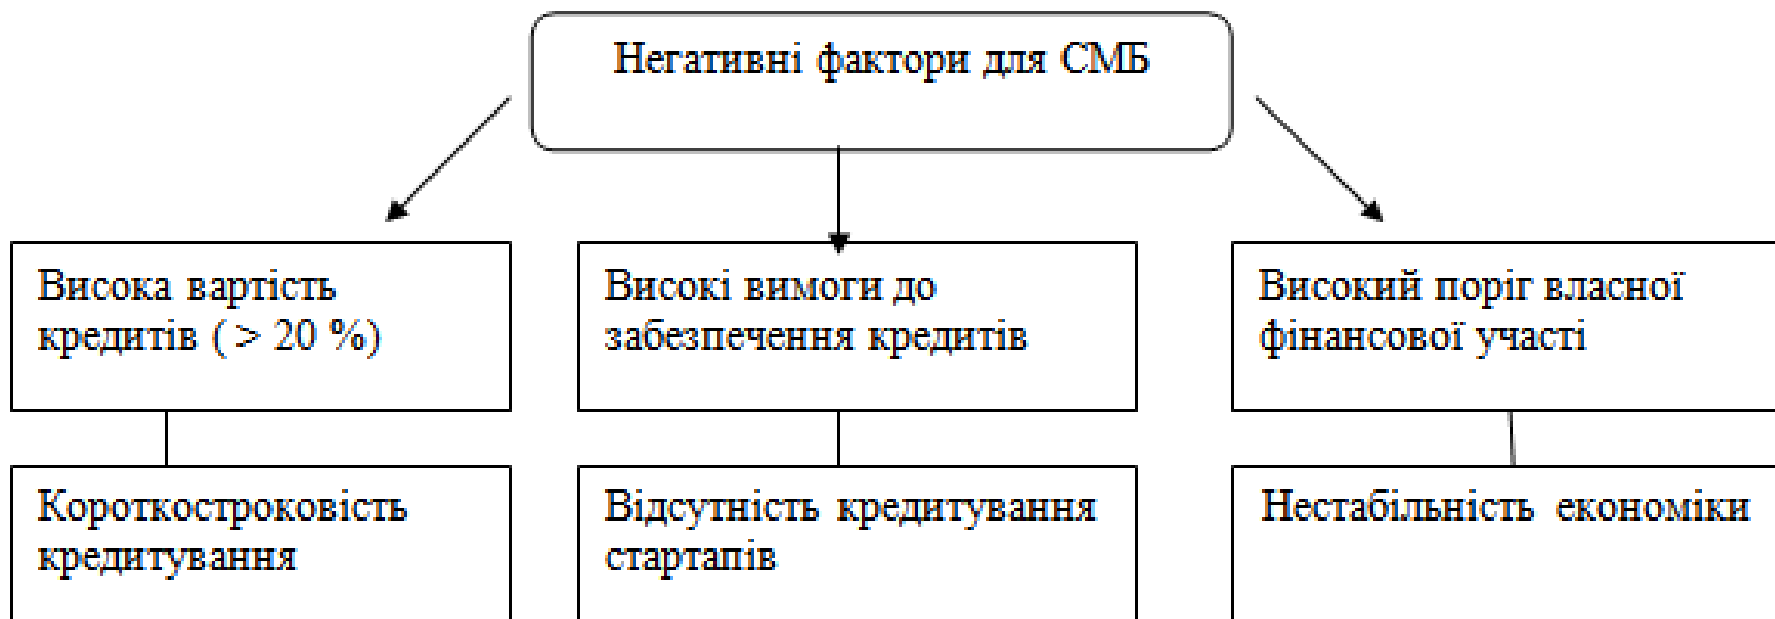 Негативні фактори для СМБ
Висока вартість
кредитів ( > 20 %)
Високі вимоги до
забезпечення кредитів
Високий поріг власної
фінансової участі
Короткостроковість
кредитування
Відсутність кредитування
стартапів
Нестабільність економіки